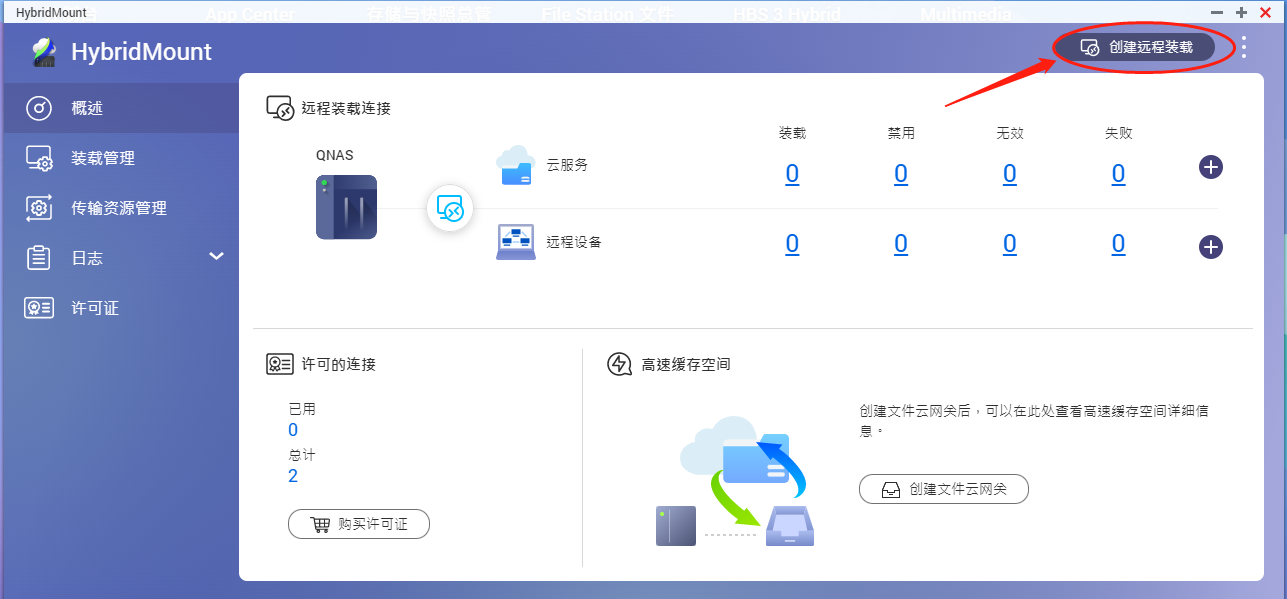 HybridMount
App Center
存储与快照总管
File Station 文件
HBS 3 Hybrid
Multimedia
HybridMount
创建远程装载
概述
装载管理
传输资源管理
日志
许可证
远程装载连接
装载 禁用 无效 失败
QNAS
云服务
0 0 0 0
远程设备
0 0 0 0
许可的连接
已用
0
总计
2
购买许可证
高速缓存空间
创建文件云网关后，可以在此处查看高速缓存空间详细信
息。
创建文件云网关